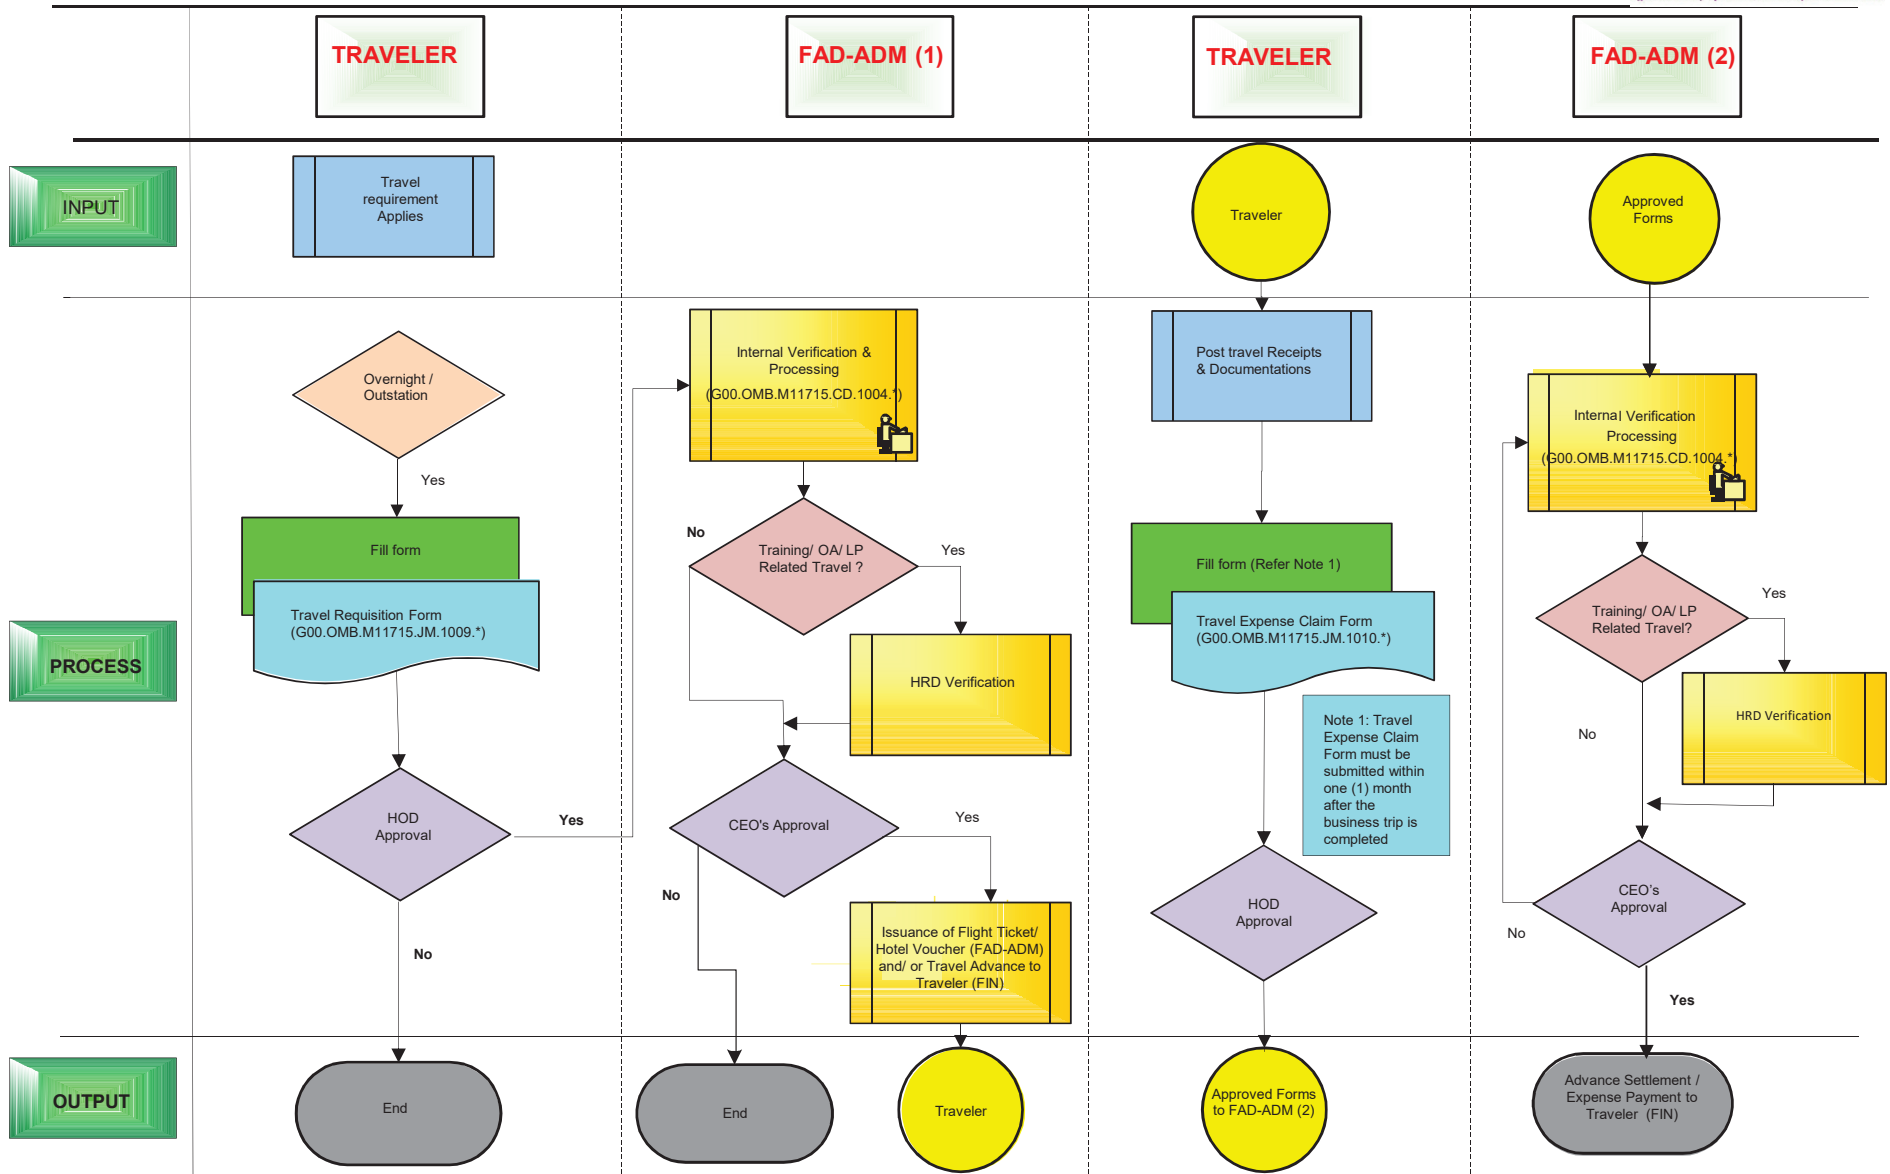 TRAVELER
FAD-ADM (1)
TRAVELER
FAD-ADM (2)
INPUT
Travel
requirement
Applies
Traveler
Approved
Forms
PROCESS
Overnight /
Outstation
Yes
Fill form
Travel Requisition Form
(G00.OMB.M11715.JM.1009.*)
HOD
Approval
Yes
No
Internal Verification &
Processing
(G00.OMB.M11715.CD.1004.*)
No
Training/ OA/ LP
Related Travel ?
Yes
HRD Verification
CEO's Approval
Yes
No
Issuance of Flight Ticket/
Hotel Voucher (FAD-ADM)
and/ or Travel Advance to
Traveler (FIN)
Post travel Receipts
& Documentations
Fill form (Refer Note 1)
Travel Expense Claim Form
(G00.OMB.M11715.JM.1010.*)
Note 1: Travel
Expense Claim
Form must be
submitted within
one (1) month
after the
business trip is
completed
HOD
Approval
Internal Verification
Processing
(G00.OMB.M11715.CD.1004.*)
Training/ OA/ LP
Related Travel?
Yes
HRD Verification
No
CEO's
Approval
No
Yes
OUTPUT
End
End
Traveler
Approved Forms
to FAD-ADM (2)
Advance Settlement /
Expense Payment to
Traveler (FIN)